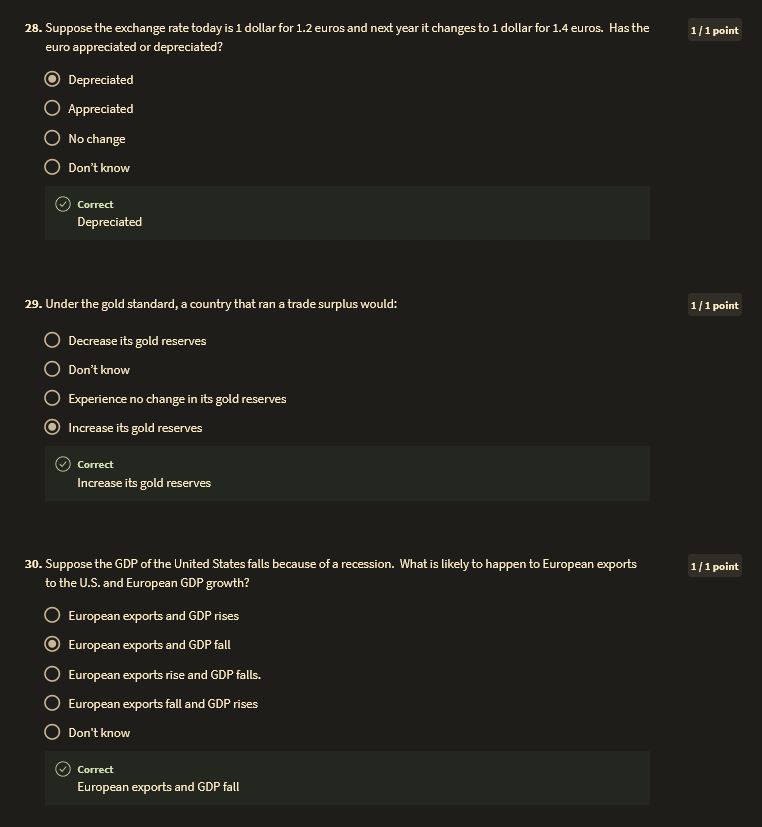 28. Suppose the exchange rate today is 1 dollar for 1.2 euros and next year it changes to 1 dollar for 1.4 euros.  Has the
euro appreciated or depreciated?
1 / 1 point
Depreciated
Appreciated
No change
Don't know
Correct
Depreciated
29. Under the gold standard, a country that ran a trade surplus would:
1 / 1 point
Decrease its gold reserves
Don't know
Experience no change in its gold reserves
Increase its gold reserves
Correct
Increase its gold reserves
30. Suppose the GDP of the United States falls because of a recession.  What is likely to happen to European exports
to the U.S. and European GDP growth?
1 / 1 point
European exports and GDP rises
European exports and GDP fall
European exports rise and GDP falls.
European exports fall and GDP rises
Don't know
Correct
European exports and GDP fall